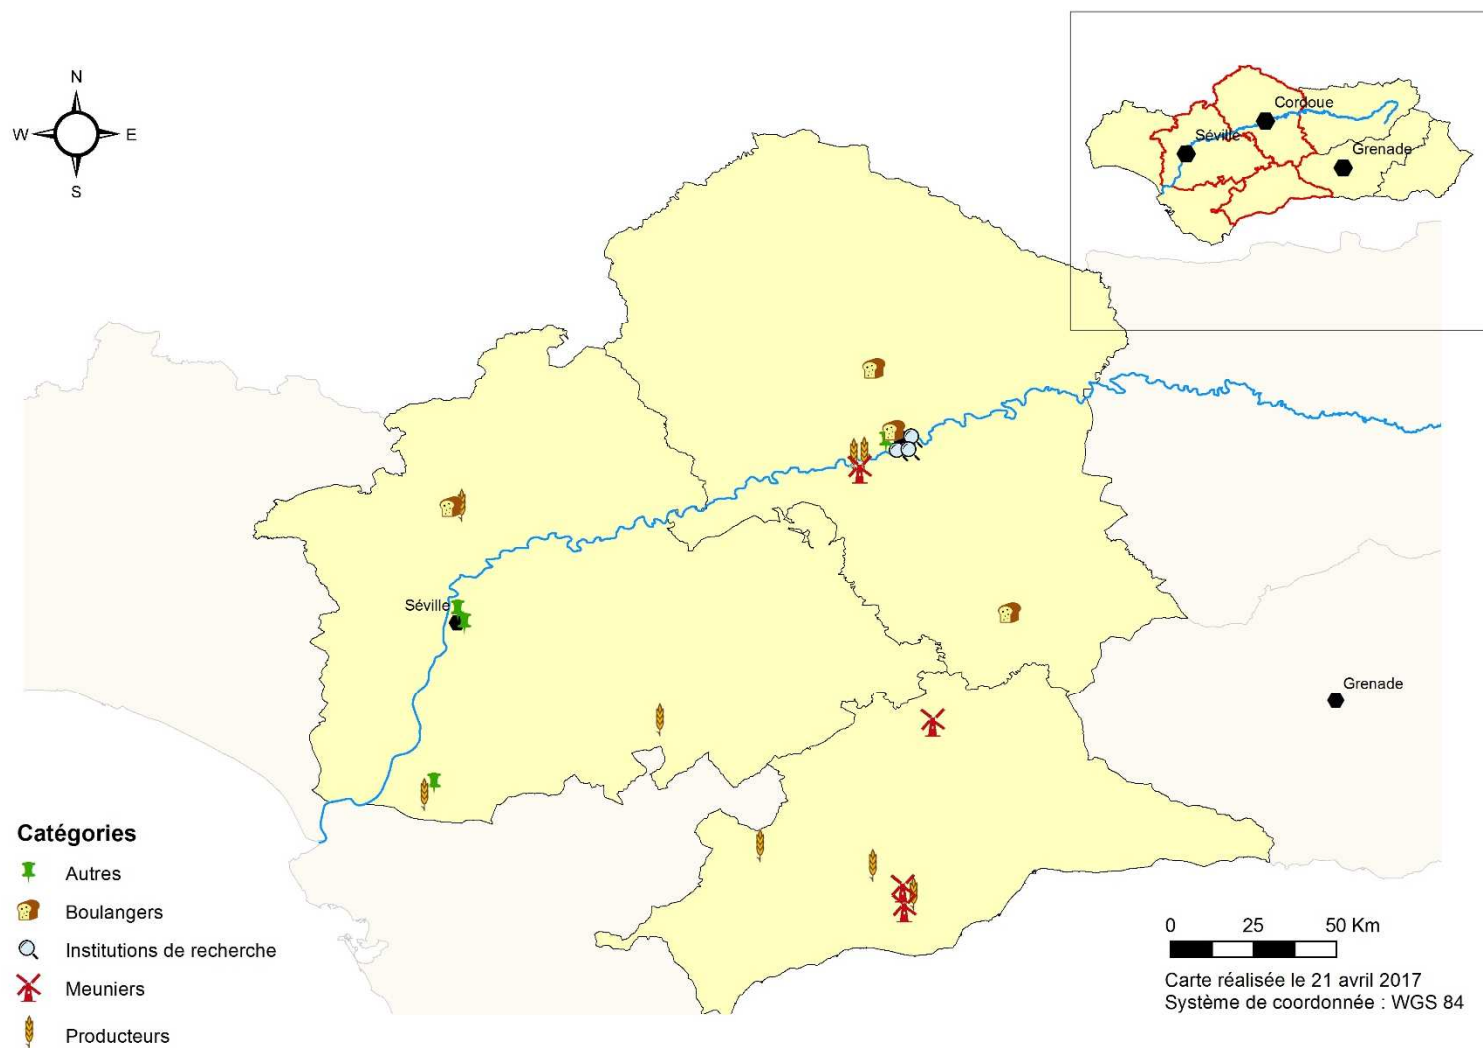 N
W
E
S
Cordoue
Séville
Grenade
Séville
Grenade
Catégories
Autres
Boulangers
Institutions de recherche
Meuniers
Producteurs
0 25 50 Km
Carte réalisée le 21 avril 2017
Système de coordonnée : WGS 84